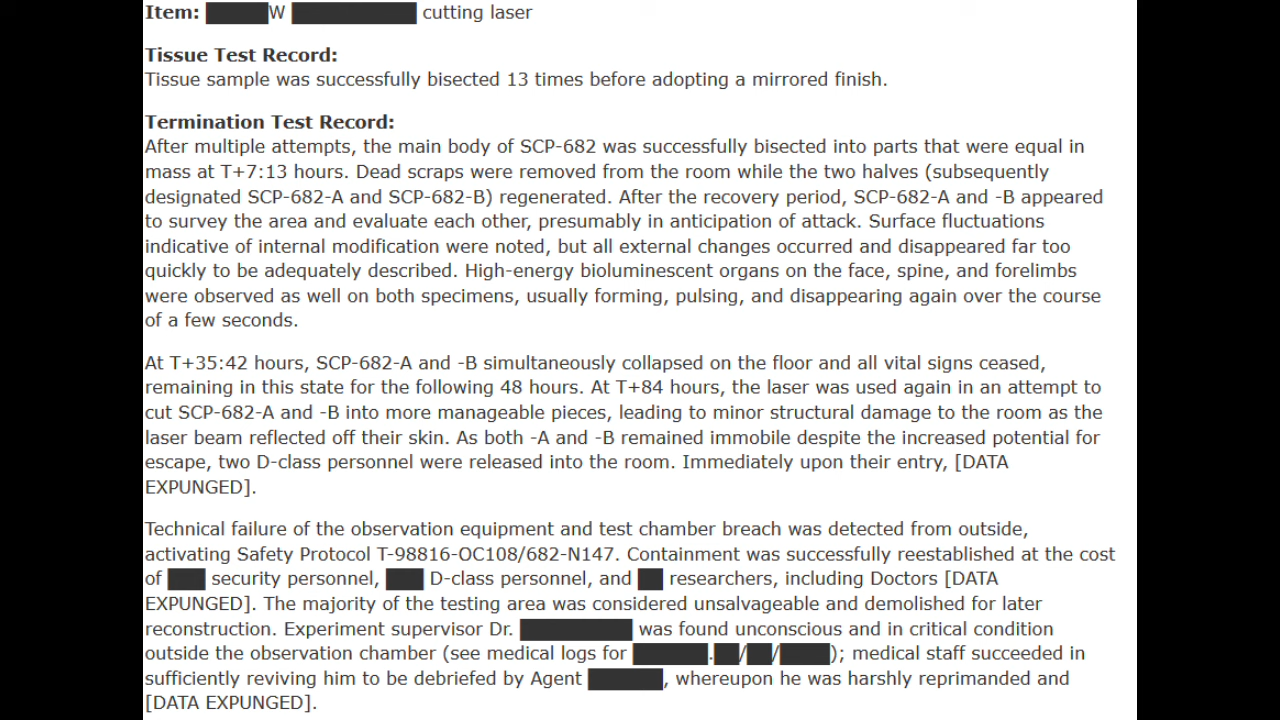 Item: █████W ██████████ cutting laser
Tissue Test Record:
Tissue sample was successfully bisected 13 times before adopting a mirrored finish.
Termination Test Record:
After multiple attempts, the main body of SCP-682 was successfully bisected into parts that were equal in
mass at T+7:13 hours. Dead scraps were removed from the room while the two halves (subsequently
designated SCP-682-A and SCP-682-B) regenerated. After the recovery period, SCP-682-A and -B appeared
to survey the area and evaluate each other, presumably in anticipation of attack. Surface fluctuations
indicative of internal modification were noted, but all external changes occurred and disappeared far too
quickly to be adequately described. High-energy bioluminescent organs on the face, spine, and forelimbs
were observed as well on both specimens, usually forming, pulsing, and disappearing again over the course
of a few seconds.
At T+35:42 hours, SCP-682-A and -B simultaneously collapsed on the floor and all vital signs ceased,
remaining in this state for the following 48 hours. At T+84 hours, the laser was used again in an attempt to
cut SCP-682-A and -B into more manageable pieces, leading to minor structural damage to the room as the
laser beam reflected off their skin. As both -A and -B remained immobile despite the increased potential for
escape, two D-class personnel were released into the room. Immediately upon their entry, [DATA
EXPUNGED].
Technical failure of the observation equipment and test chamber breach was detected from outside,
activating Safety Protocol T-98816-OC108/682-N147. Containment was successfully reestablished at the cost
of ███ security personnel, ███ D-class personnel, and ██ researchers, including Doctors [DATA
EXPUNGED]. The majority of the testing area was considered unsalvageable and demolished for later
reconstruction. Experiment supervisor Dr. █████████ was found unconscious and in critical condition
outside the observation chamber (see medical logs for ██████.██/██/████); medical staff succeeded in
sufficiently reviving him to be debriefed by Agent ██████, whereupon he was harshly reprimanded and
[DATA EXPUNGED].